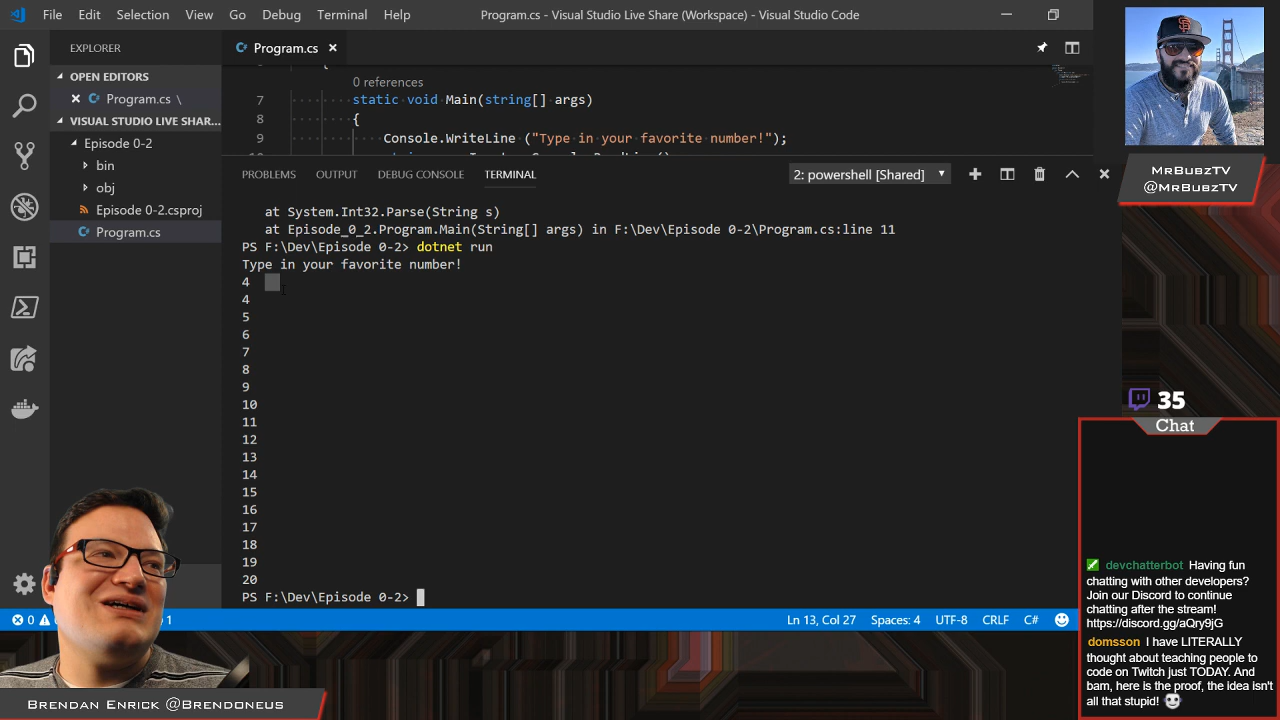 File Edit Selection View Go Debug Terminal Help
Program.cs - Visual Studio Live Share (Workspace) - Visual Studio Code
EXPLORER
OPEN EDITORS
Program.cs \
VISUAL STUDIO LIVE SHAR...
Episode 0-2
bin
obj
Episode 0-2.csproj
Program.cs
Program.cs
0 references
7 static void Main(string[] args)
8 {
9 Console.WriteLine ("Type in your favorite number!");
PROBLEMS OUTPUT DEBUG CONSOLE TERMINAL
2: powershell [Shared]
at System.Int32.Parse(String s)
at Episode_0_2.Program.Main(String[] args) in F:\Dev\Episode 0-2\Program.cs:line 11
PS F:\Dev\Episode 0-2> dotnet run
Type in your favorite number!
4
4
5
6
7
8
9
10
11
12
13
14
15
16
17
18
19
20
PS F:\Dev\Episode 0-2>
0
1
Ln 13, Col 27 Spaces: 4 UTF-8 CRLF C#
MrBubzTV
@MrBubzTV
35
Chat
devchatterbot Having fun
chatting with other developers?
Join our Discord to continue
chatting after the stream!
https://discord.gg/aQry9jG
domsson I have LITERALLY
thought about teaching people to
code on Twitch just TODAY. And
bam, here is the proof, the idea isn't
all that stupid!
Brendan Enrick @Brendoneus